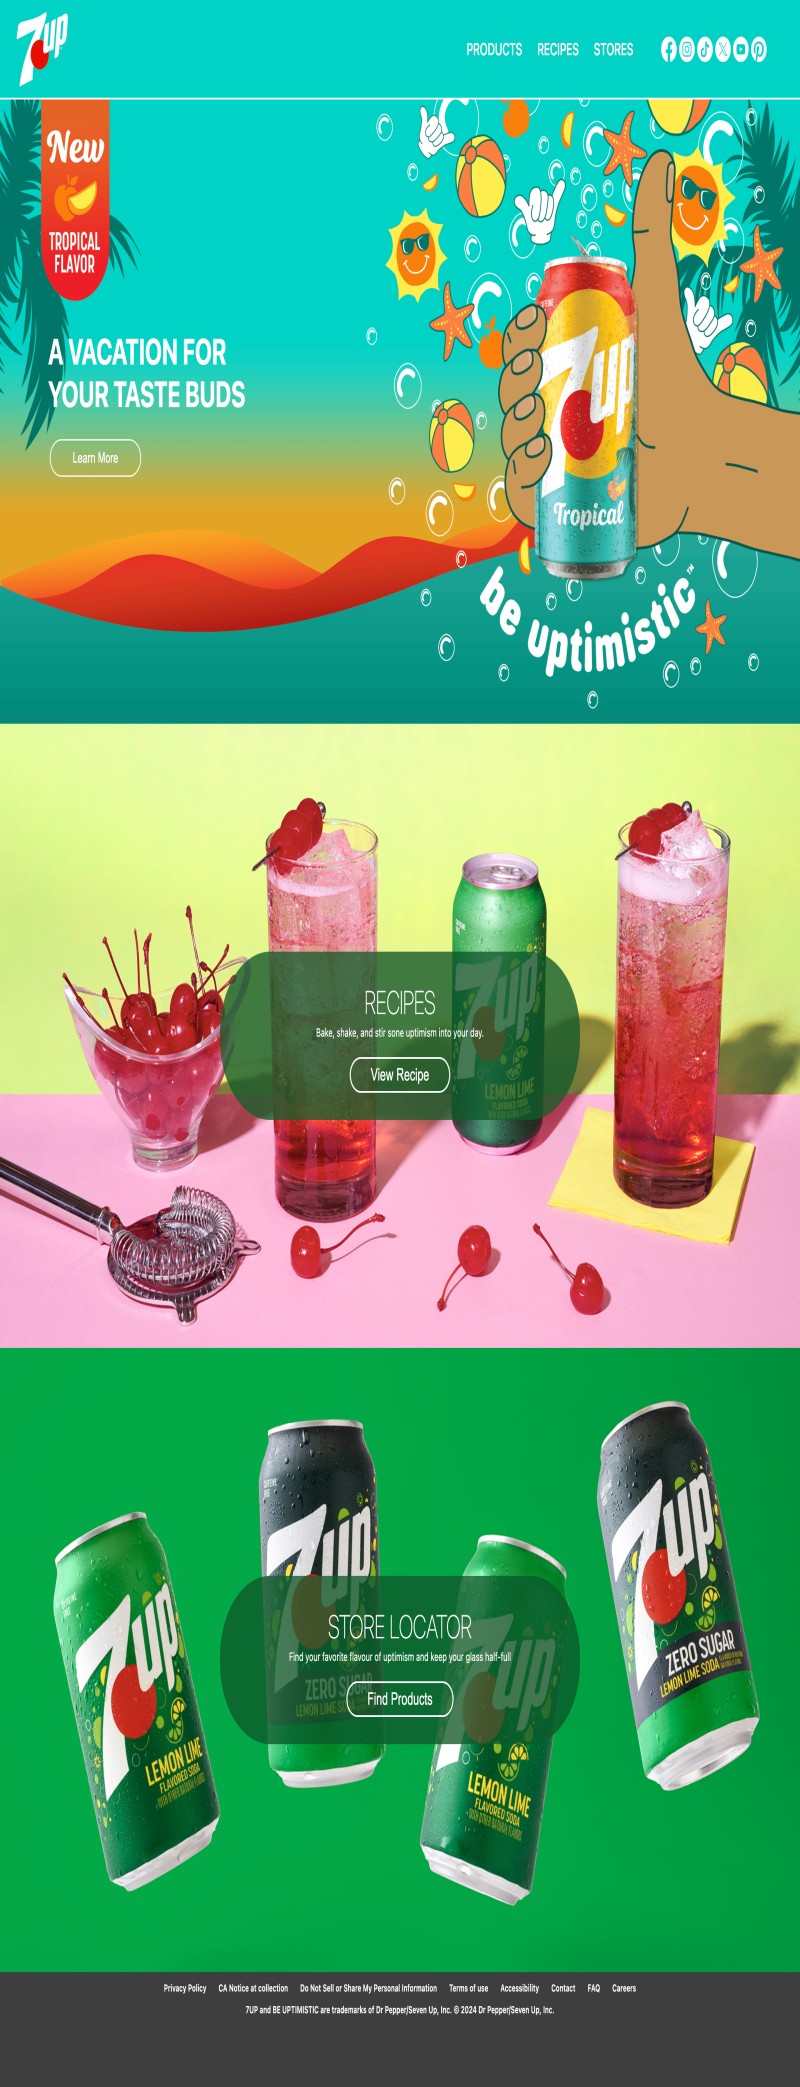 7up
PRODUCTS RECIPES STORES
New
TROPICAL
FLAVOR
A VACATION FOR
YOUR TASTE BUDS
Learn More
7up
Tropical
be uptimistic™
7up
LEMON LIME
FLAVORED SODA
RECIPES
Bake, shake, and stir sone uptimism into your day.
View Recipe
7up
LEMON LIME
FLAVORED SODA
7up
ZERO SUGAR
LEMON LIME SODA
7up
LEMON LIME
FLAVORED SODA
7up
ZERO SUGAR
LEMON LIME SODA
STORE LOCATOR
Find your favorite flavour of uptimism and keep your glass half-full
Find Products
Privacy Policy CA Notice at collection Do Not Sell or Share My Personal Information Terms of use Accessibility Contact FAQ Careers
7UP and BE UPTIMISTIC are trademarks of Dr Pepper/Seven Up, Inc. © 2024 Dr Pepper/Seven Up, Inc.